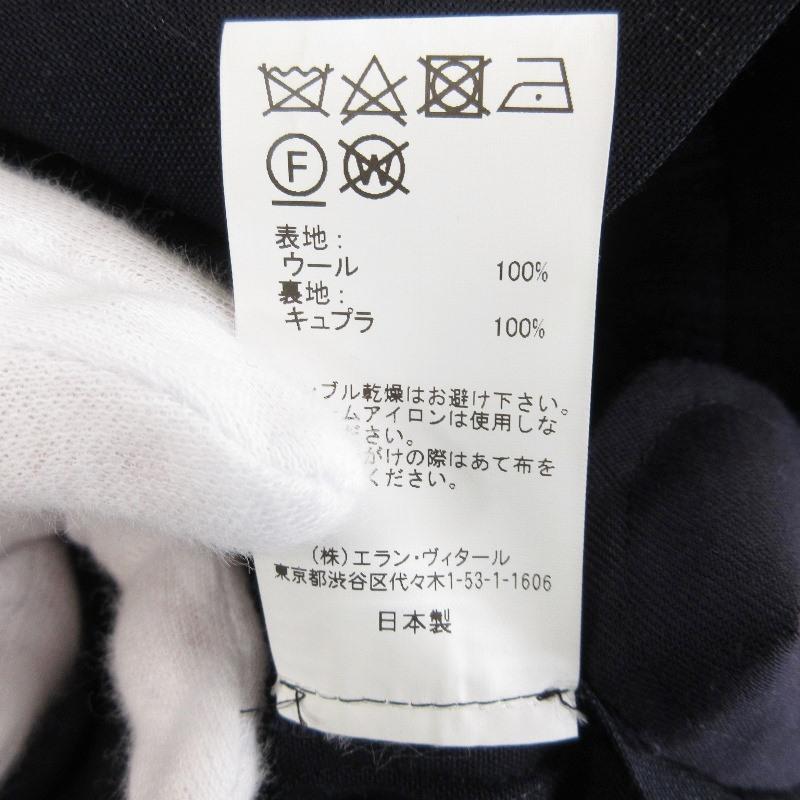 F W
表地：
ウール 100%
裏地：
キュプラ 100%
ブル乾燥はお避け下さい。
ムアイロンは使用しな
ださい。
がけの際はあて布を
ください。
(株)エラン・ヴィタール
東京都渋谷区代々木1-53-1-1606
日本製